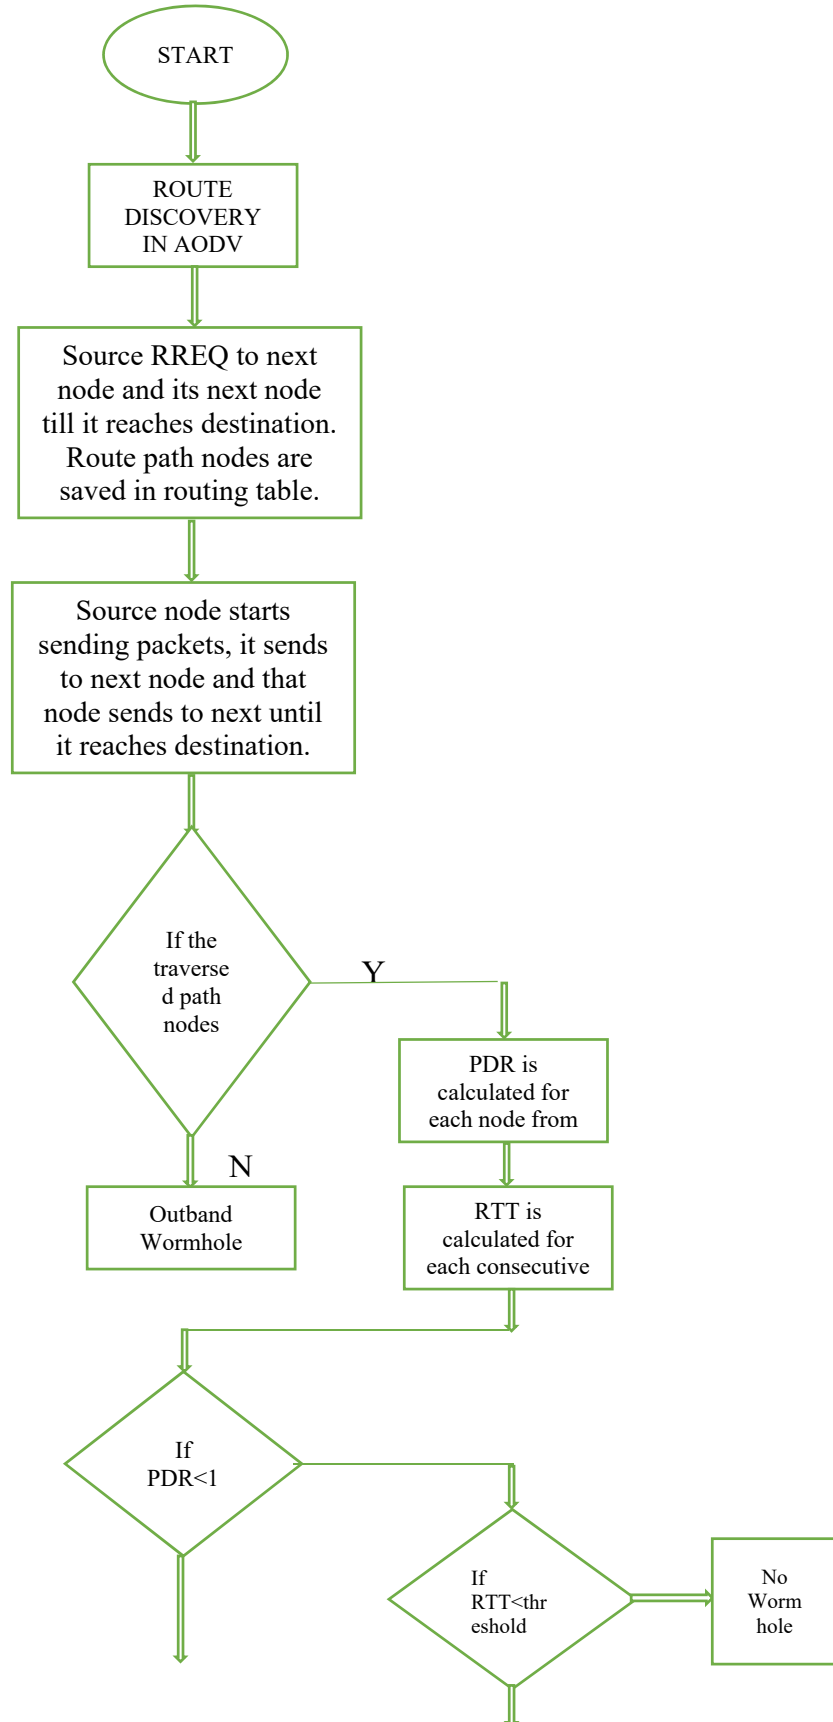 START
ROUTE
DISCOVERY
IN AODV
Source RREQ to next
node and its next node
till it reaches destination.
Route path nodes are
saved in routing table.
Source node starts
sending packets, it sends
to next node and that
node sends to next until
it reaches destination.
If the
traverse
d path
nodes
Y
PDR is
calculated for
each node from
N
Outband
Wormhole
RTT is
calculated for
each consecutive
If
PDR<1
If
RTT<thr
eshold
No
Worm
hole